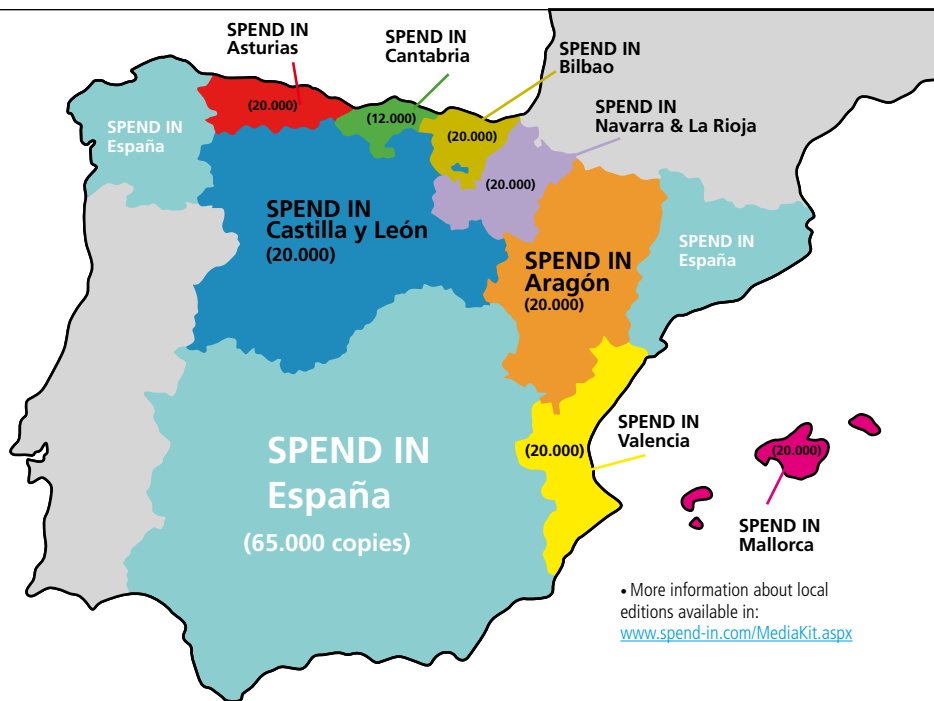 SPEND IN
Asturias
(20.000)
SPEND IN
Cantabria
(12.000)
SPEND IN
Bilbao
(20.000)
SPEND IN
Navarra & La Rioja
(20.000)
SPEND IN
España
SPEND IN
Castilla y León
(20.000)
SPEND IN
Aragón
(20.000)
SPEND IN
España
SPEND IN
España
(65.000 copies)
SPEND IN
Valencia
(20.000)
(20.000)
SPEND IN
Mallorca
• More information about local
editions available in:
www.spend-in.com/MediaKit.aspx